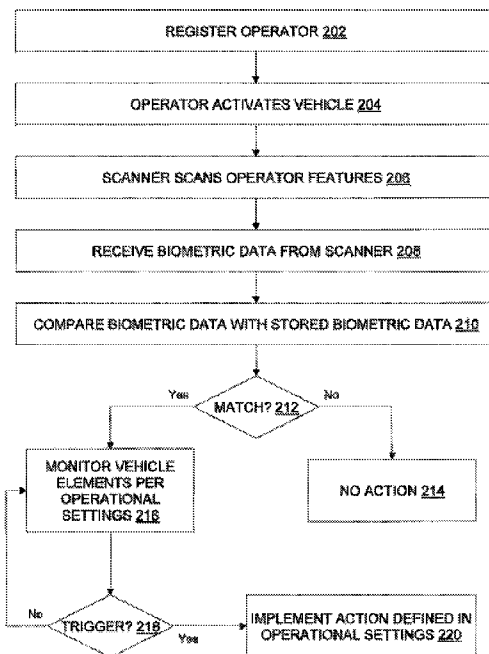 REGISTER OPERATOR 202
OPERATOR ACTIVATES VEHICLE 204
SCANNER SCANS OPERATOR FEATURES 206
RECEIVE BIOMETRIC DATA FROM SCANNER 208
COMPARE BIOMETRIC DATA WITH STORED BIOMETRIC DATA 210
Yes
MATCH? 212
No
MONITOR VEHICLE
ELEMENTS PER
OPERATIONAL
SETTINGS 216
NO ACTION 214
No
TRIGGER? 218
Yes
IMPLEMENT ACTION DEFINED IN
OPERATIONAL SETTINGS 220